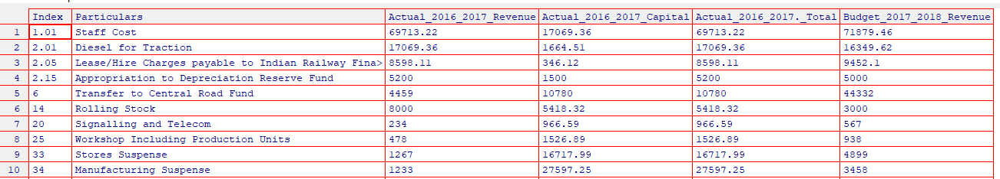 Index Particulars Actual_2016_2017_Revenue Actual_2016_2017_Capital Actual_2016_2017._Total Budget_2017_2018_Revenue
1 1.01 Staff Cost 69713.22 17069.36 69713.22 71879.46
2 2.01 Diesel for Traction 17069.36 1664.51 17069.36 16349.62
3 2.05 Lease/Hire Charges payable to Indian Railway Fina> 8598.11 346.12 8598.11 9452.1
4 2.15 Appropriation to Depreciation Reserve Fund 5200 1500 5200 5000
5 6 Transfer to Central Road Fund 4459 10780 10780 44332
6 14 Rolling Stock 8000 5418.32 5418.32 3000
7 20 Signalling and Telecom 234 966.59 966.59 567
8 25 Workshop Including Production Units 478 1526.89 1526.89 938
9 33 Stores Suspense 1267 16717.99 16717.99 4899
10 34 Manufacturing Suspense 1233 27597.25 27597.25 3458